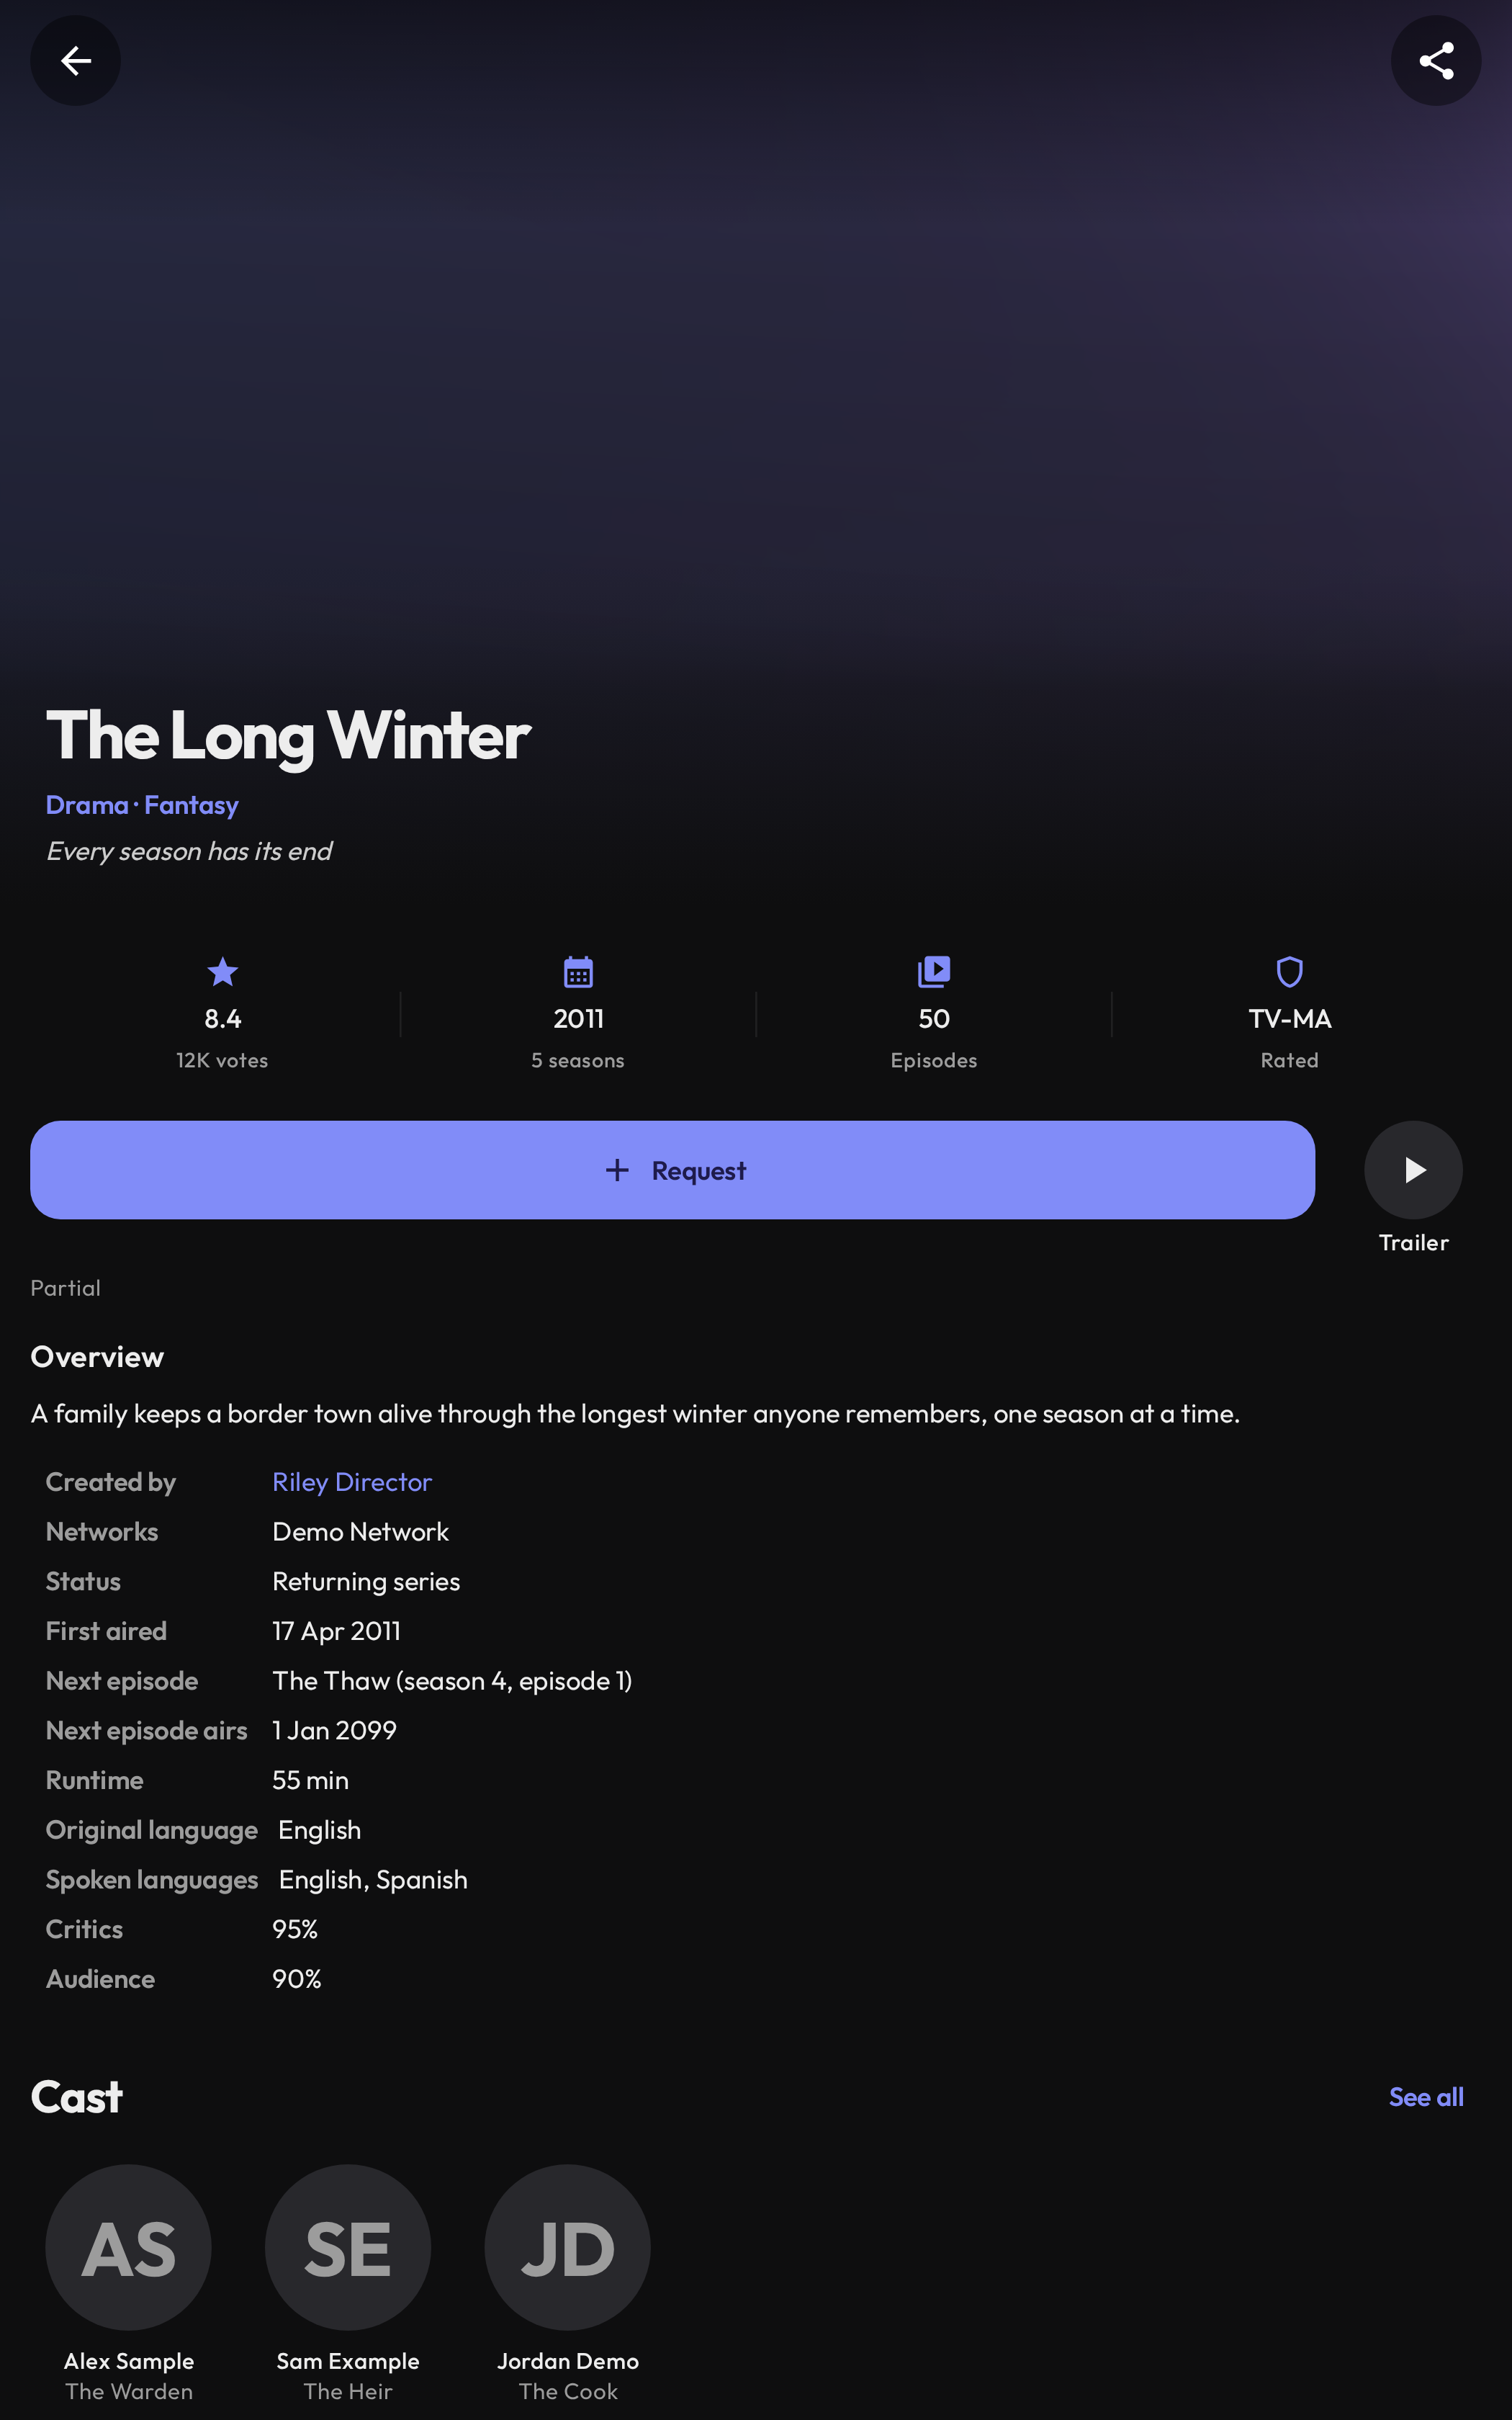 The Long Winter
Drama · Fantasy
Every season has its end
8.4
12K votes
2011
5 seasons
50
Episodes
TV-MA
Rated
Request
Trailer
Partial
Overview
A family keeps a border town alive through the longest winter anyone remembers, one season at a time.
Created by Riley Director
Networks Demo Network
Status Returning series
First aired 17 Apr 2011
Next episode The Thaw (season 4, episode 1)
Next episode airs 1 Jan 2099
Runtime 55 min
Original language English
Spoken languages English, Spanish
Critics 95%
Audience 90%
Cast See all
AS SE JD
Alex Sample Sam Example Jordan Demo
The Warden The Heir The Cook